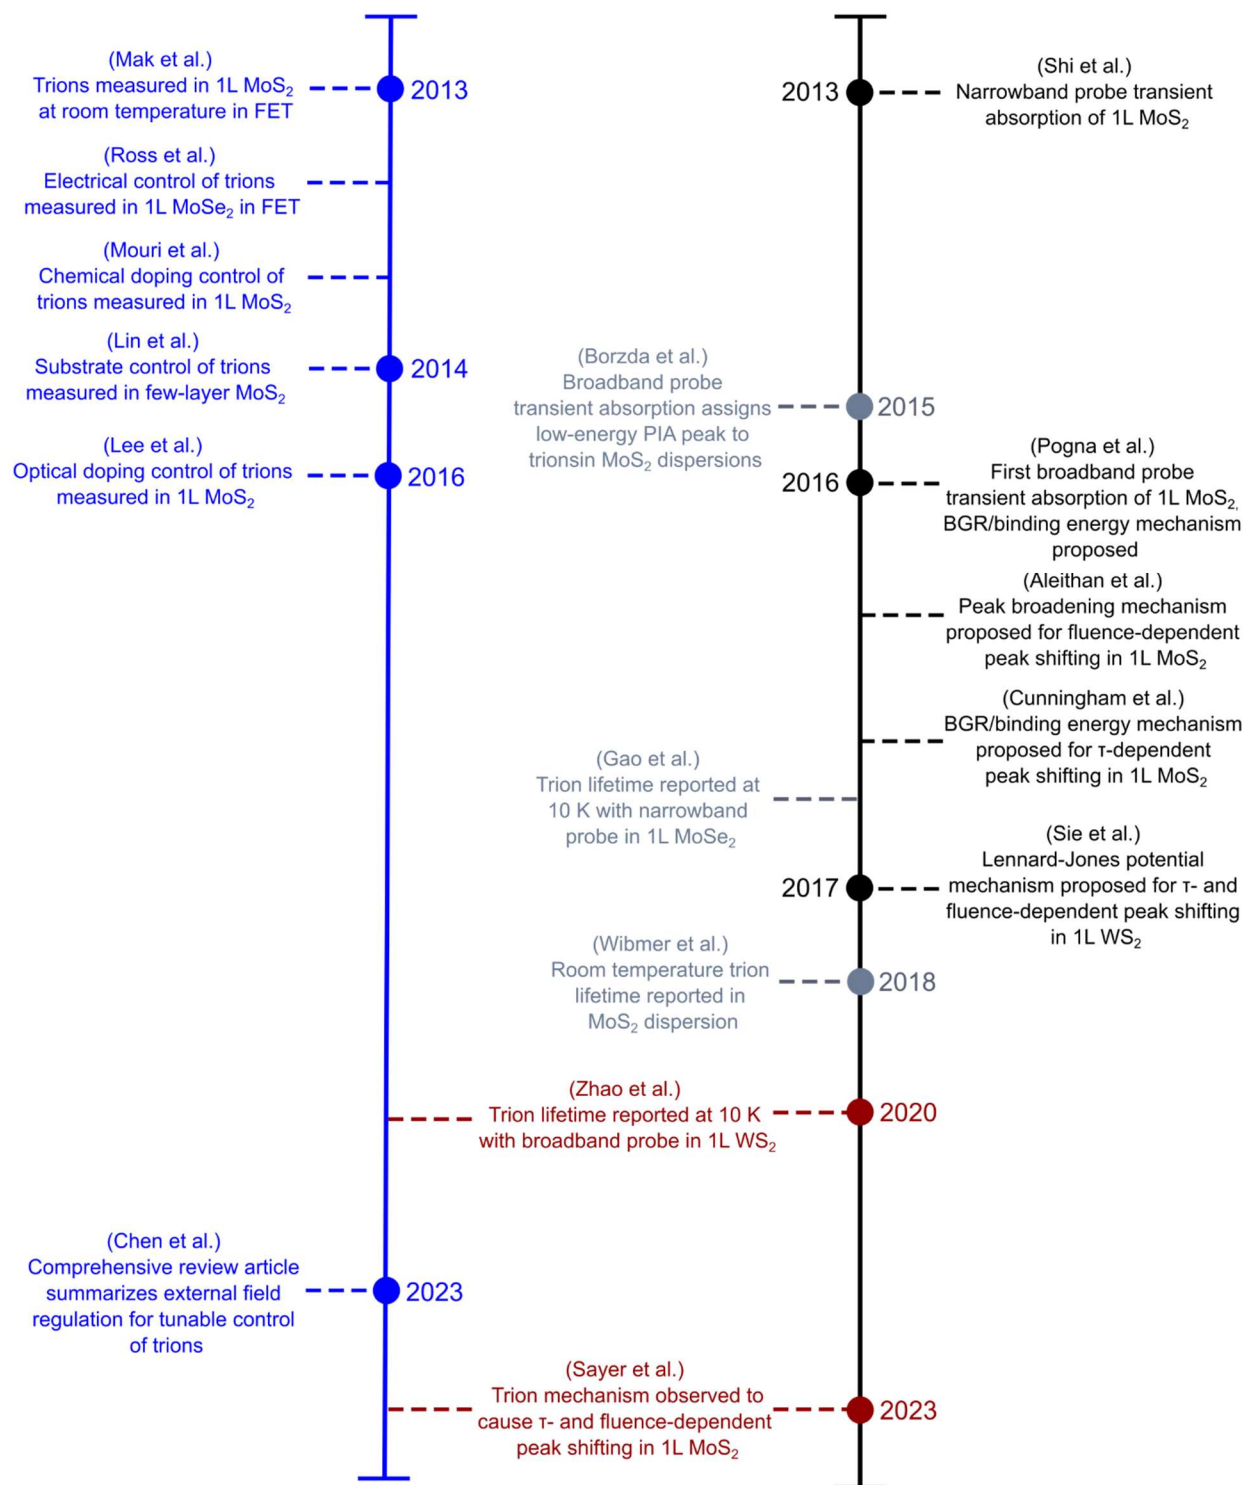 (Mak et al.)
Trions measured in 1L MoS₂
at room temperature in FET
2013
(Ross et al.)
Electrical control of trions
measured in 1L MoSe₂ in FET
(Mouri et al.)
Chemical doping control of
trions measured in 1L MoS₂
(Lin et al.)
Substrate control of trions
measured in few-layer MoS₂
2014
(Lee et al.)
Optical doping control of trions
measured in 1L MoS₂
2016
(Chen et al.)
Comprehensive review article
summarizes external field
regulation for tunable control
of trions
2023
2013
(Shi et al.)
Narrowband probe transient
absorption of 1L MoS₂
(Borzda et al.)
Broadband probe
transient absorption assigns
low-energy PIA peak to
trionsin MoS₂ dispersions
2015
2016
(Pogna et al.)
First broadband probe
transient absorption of 1L MoS₂,
BGR/binding energy mechanism
proposed
(Aleithan et al.)
Peak broadening mechanism
proposed for fluence-dependent
peak shifting in 1L MoS₂
(Cunningham et al.)
BGR/binding energy mechanism
proposed for τ-dependent
peak shifting in 1L MoS₂
(Gao et al.)
Trion lifetime reported at
10 K with narrowband
probe in 1L MoSe₂
2017
(Sie et al.)
Lennard-Jones potential
mechanism proposed for τ- and
fluence-dependent peak shifting
in 1L WS₂
(Wibmer et al.)
Room temperature trion
lifetime reported in
MoS₂ dispersion
2018
(Zhao et al.)
Trion lifetime reported at 10 K
with broadband probe in 1L WS₂
2020
(Sayer et al.)
Trion mechanism observed to
cause τ- and fluence-dependent
peak shifting in 1L MoS₂
2023